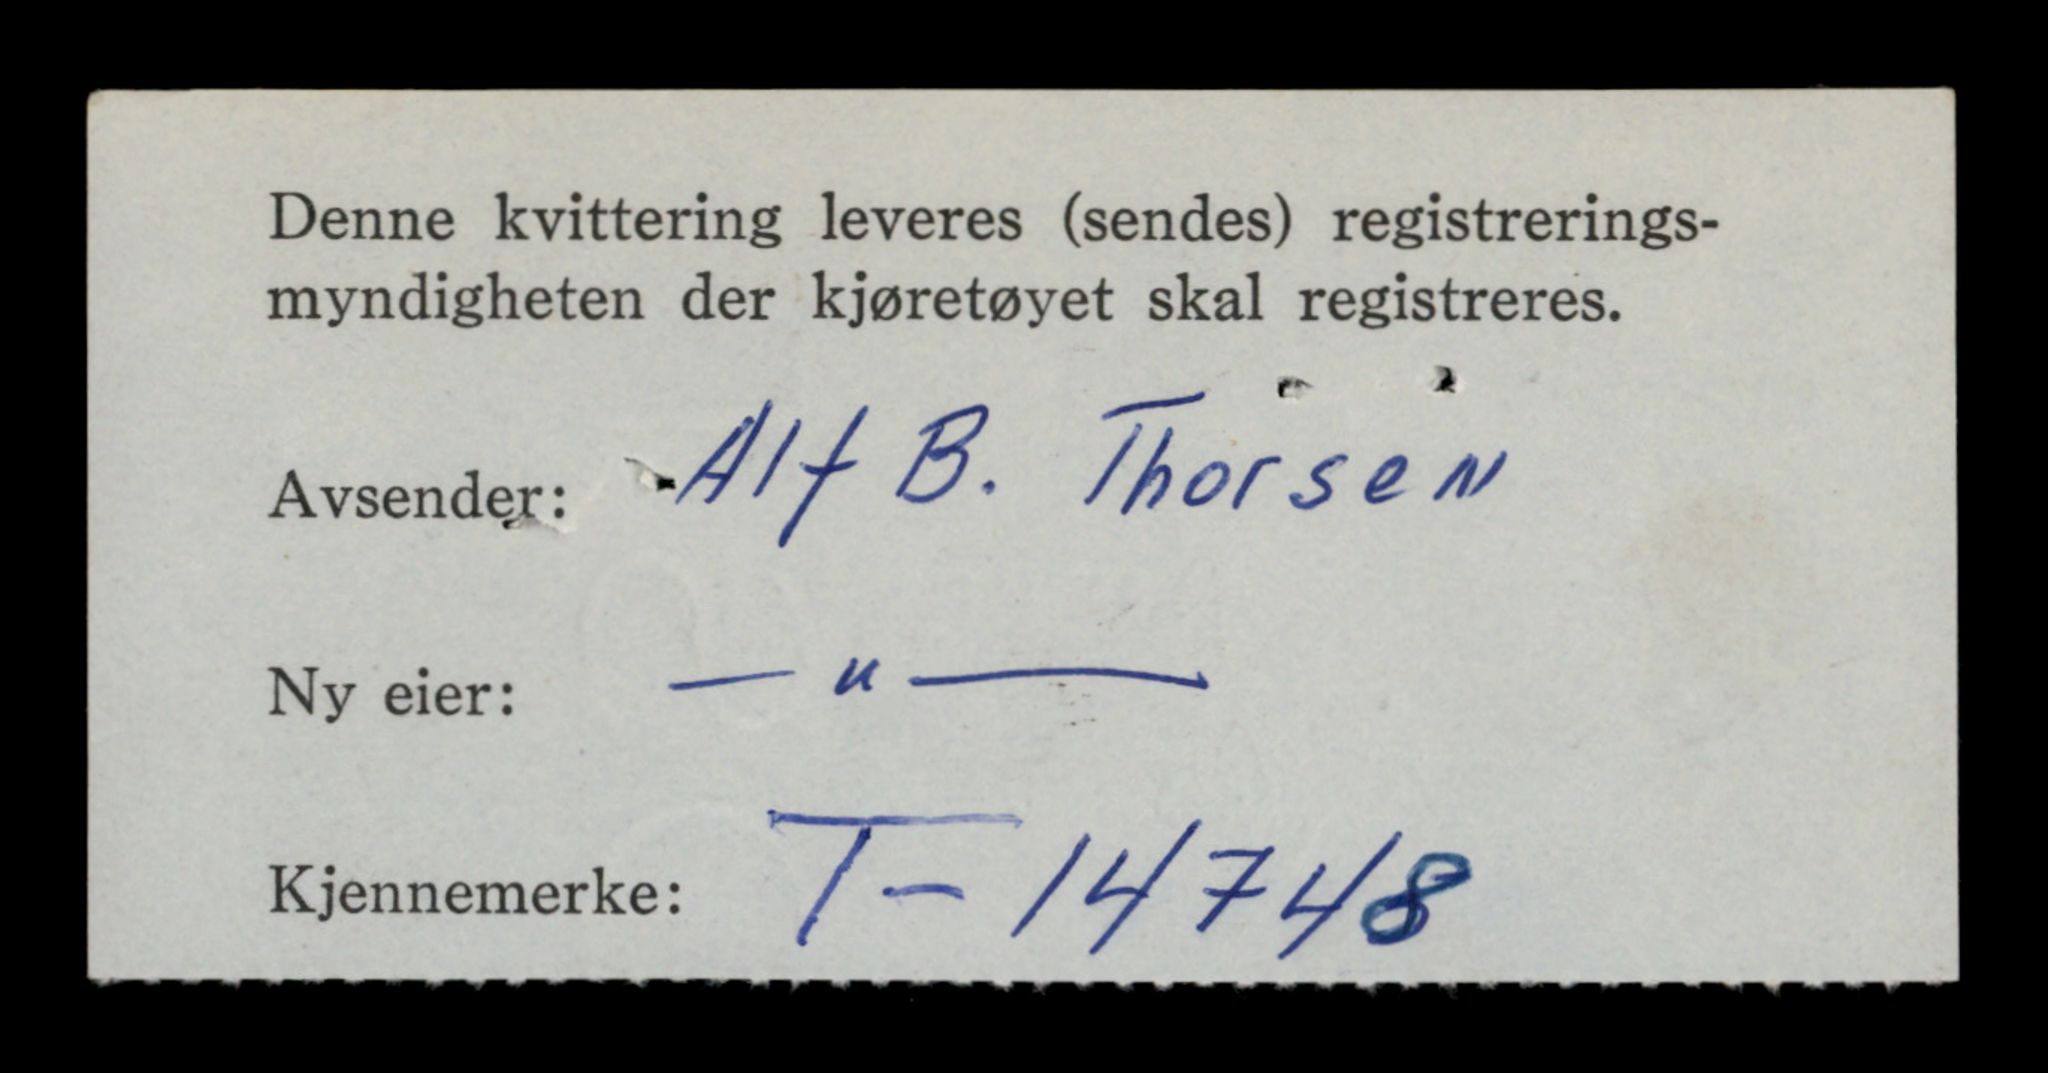 Denne kvittering leveres (sendes) registrerings-
myndigheten der kjøretøyet skal registreres.
Avsender: Alf B. Thorsen
Ny eier: — " —
Kjennemerke: T- 14748